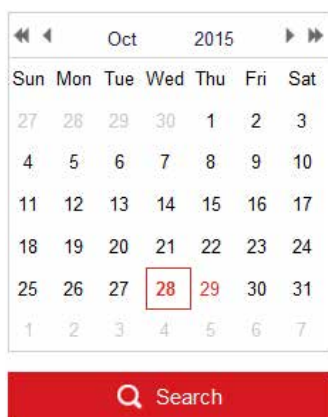 Oct 2015
Sun Mon Tue Wed Thu Fri Sat
27 28 29 30 1 2 3
4 5 6 7 8 9 10
11 12 13 14 15 16 17
18 19 20 21 22 23 24
25 26 27 28 29 30 31
1 2 3 4 5 6 7
Search